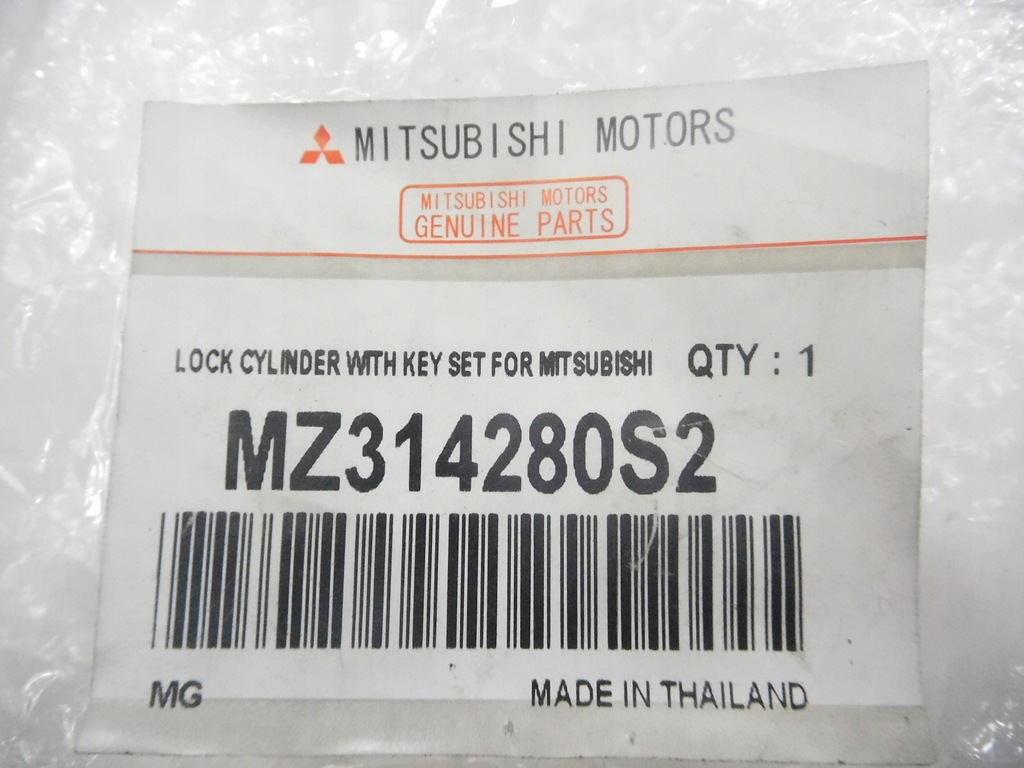 MITSUBISHI MOTORS
MITSUBISHI MOTORS
GENUINE PARTS
LOCK CYLINDER WITH KEY SET FOR MITSUBISHI QTY : 1
MZ314280S2
MG MADE IN THAILAND